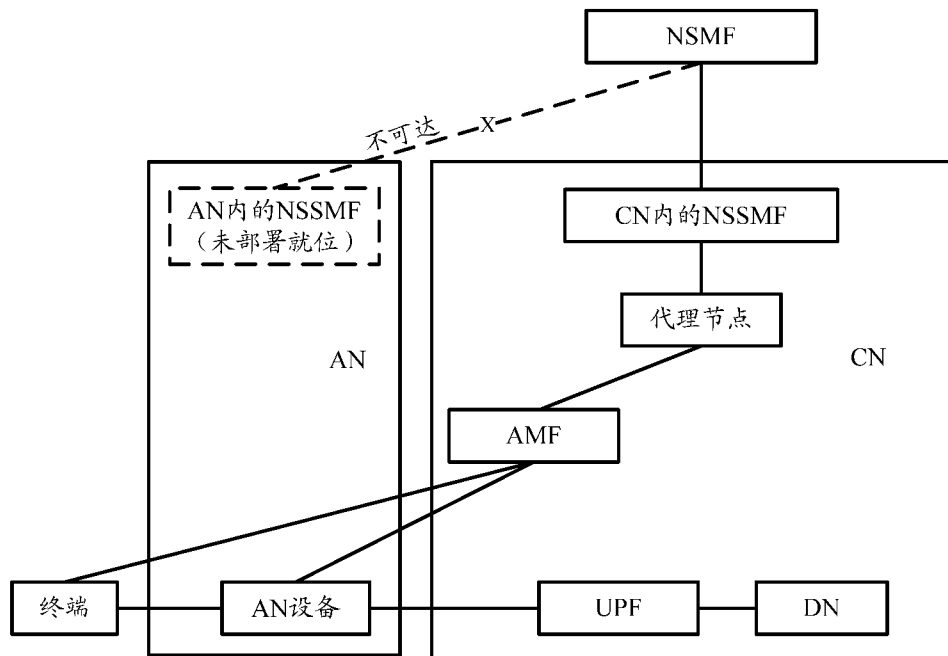 NSMF
不可达
X
AN内的NSSMF
（未部署就位）
CN内的NSSMF
代理节点
AN
CN
AMF
终端
AN设备
UPF
DN